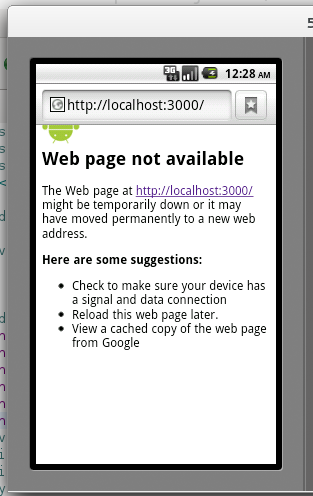 5
3G 12:28 AM
http://localhost:3000/
Web page not available
The Web page at http://localhost:3000/
might be temporarily down or it may
have moved permanently to a new web
address.
Here are some suggestions:
• Check to make sure your device has
a signal and data connection
• Reload this web page later.
• View a cached copy of the web page
from Google